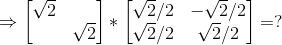 ⇒ [√2 ; √2] * [√2/2 -√2/2 ; √2/2 √2/2] =?